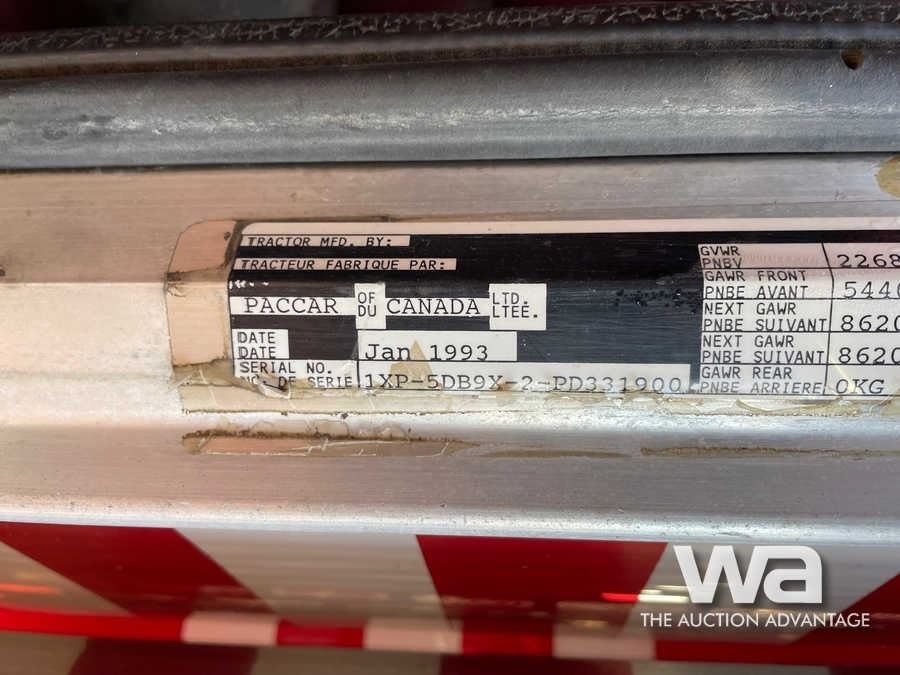 TRACTOR MFD. BY:
TRACTEUR FABRIQUE PAR:
PACCAR OF DU CANADA LTD. LTEE.
DATE
DATE Jan 1993
SERIAL NO.
NO. DE SERIE 1XP-5DB9X-2-PD331900
GVWR
PNBV 2268
GAWR FRONT
PNBE AVANT 5440
NEXT GAWR
PNBE SUIVANT 8620
NEXT GAWR
PNBE SUIVANT 8620
GAWR REAR
PNBE ARRIERE 0KG
wa
THE AUCTION ADVANTAGE